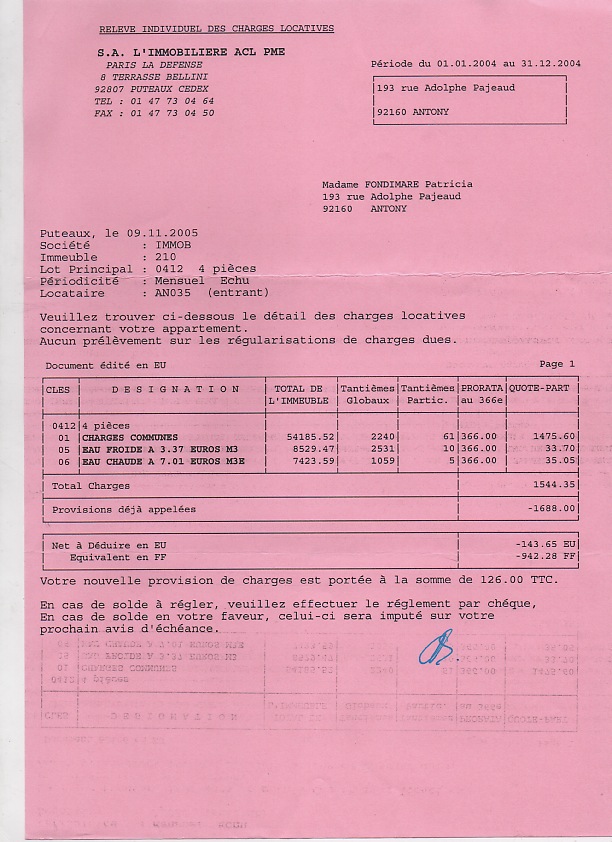 RELEVE INDIVIDUEL DES CHARGES LOCATIVES
S.A. L'IMMOBILIERE ACL PME
PARIS LA DEFENSE
8 TERRASSE BELLINI
92807 PUTEAUX CEDEX
TEL : 01 47 73 04 64
FAX : 01 47 73 04 50
Période du 01.01.2004 au 31.12.2004
193 rue Adolphe Pajeaud
92160 ANTONY
Madame FONDIMARE Patricia
193 rue Adolphe Pajeaud
92160 ANTONY
Puteaux, le 09.11.2005
Société : IMMOB
Immeuble : 210
Lot Principal : 0412 4 pièces
Périodicité : Mensuel Echu
Locataire : AN035 (entrant)
Veuillez trouver ci-dessous le détail des charges locatives
concernant votre appartement.
Aucun prélèvement sur les régularisations de charges dues.
Document édité en EU Page 1
CLES D E S I G N A T I O N TOTAL DE Tantièmes Tantièmes PRORATA QUOTE-PART
L'IMMEUBLE Globaux Partic. au 366e
0412 4 pièces
01 CHARGES COMMUNES 54185.52 2240 61 366.00 1475.60
05 EAU FROIDE A 3.37 EUROS M3 8529.47 2531 10 366.00 33.70
06 EAU CHAUDE A 7.01 EUROS M3E 7423.59 1059 5 366.00 35.05
Total Charges 1544.35
Provisions déjà appelées -1688.00
Net à Déduire en EU -143.65 EU
Equivalent en FF -942.28 FF
Votre nouvelle provision de charges est portée à la somme de 126.00 TTC.
En cas de solde à régler, veuillez effectuer le réglement par chéque,
En cas de solde en votre faveur, celui-ci sera imputé sur votre
prochain avis d'échéance.